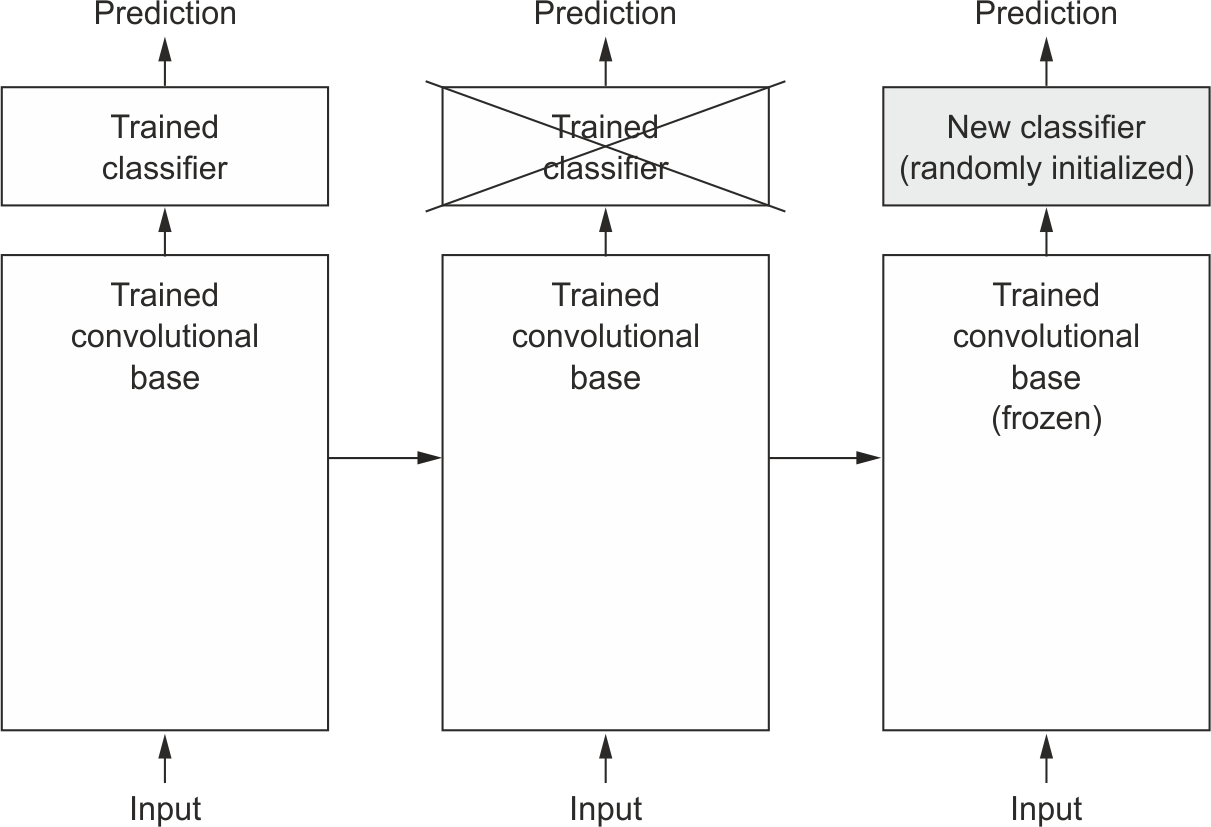 Prediction
Trained
classifier
Trained
convolutional
base
Input
Prediction
Trained
classifier
Trained
convolutional
base
Input
Prediction
New classifier
(randomly initialized)
Trained
convolutional
base
(frozen)
Input